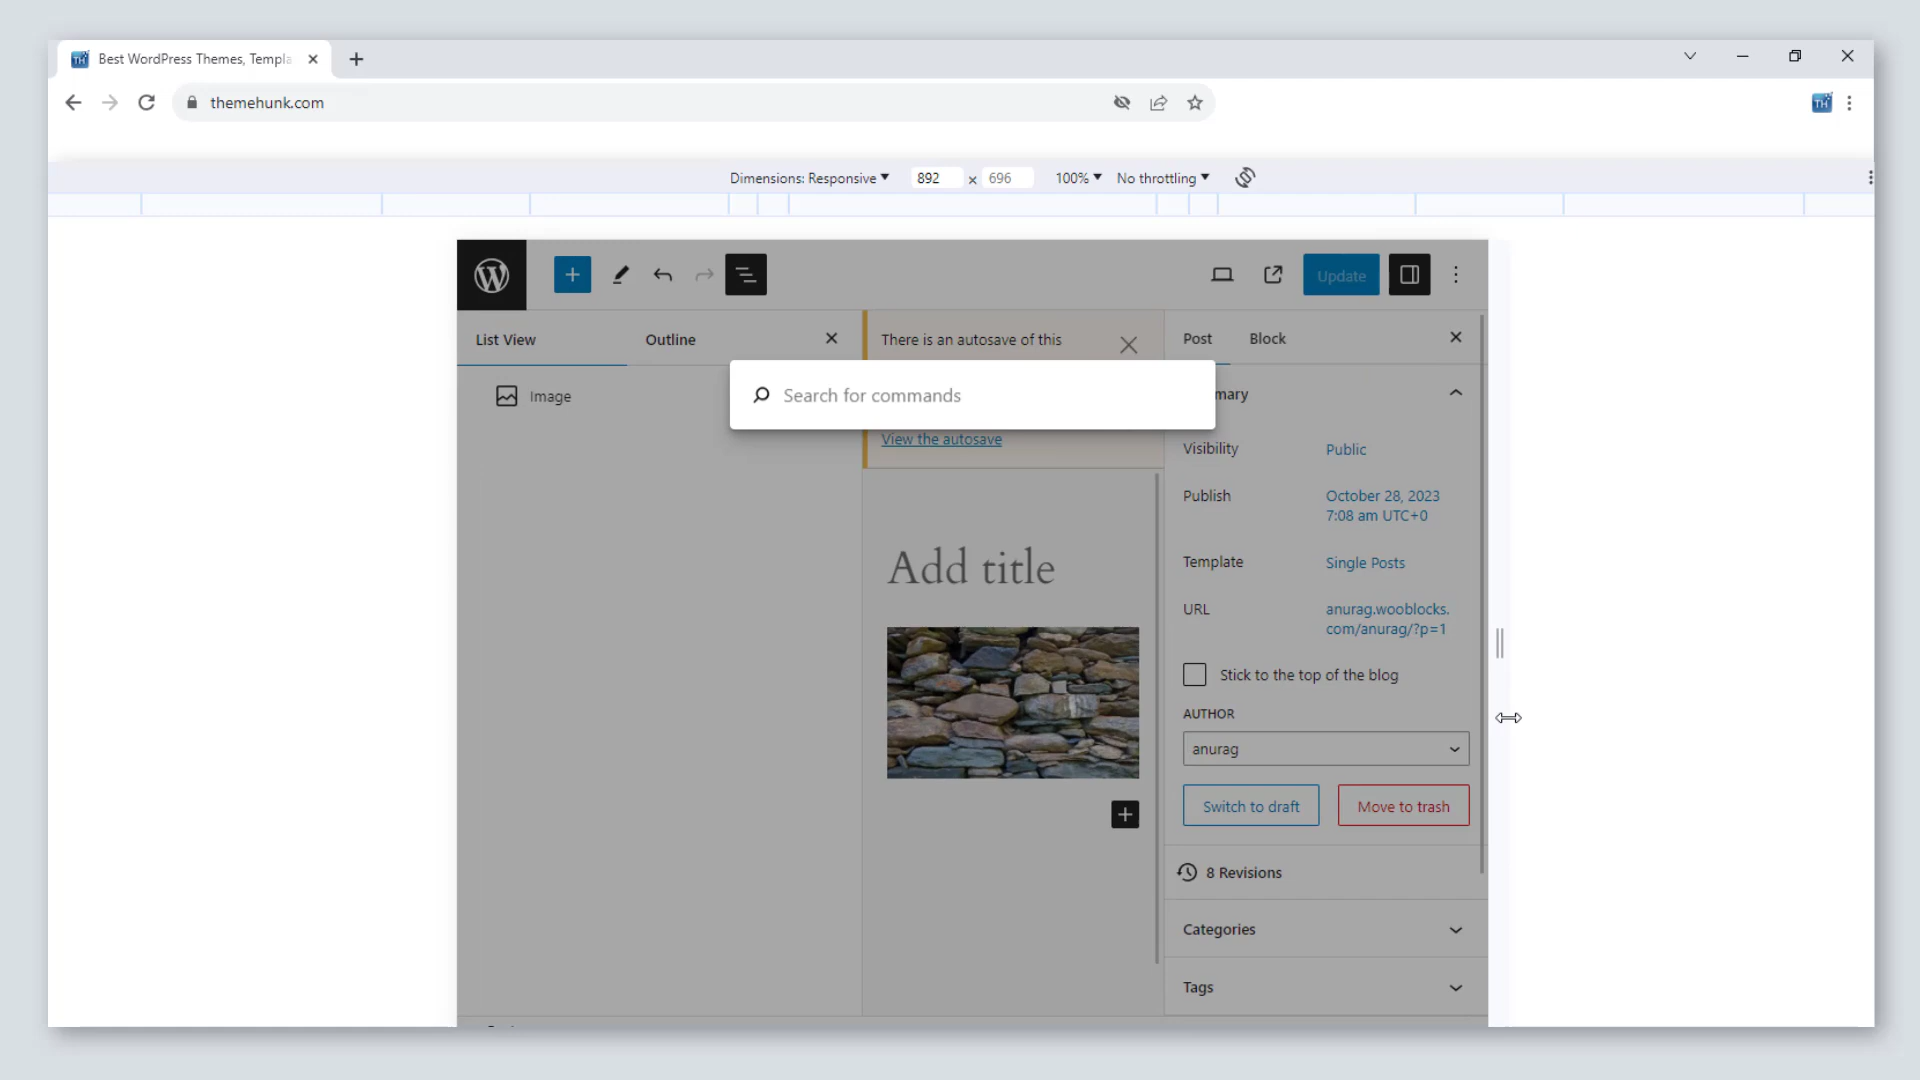 Best WordPress Themes, Templa
themehunk.com
Dimensions: Responsive 892 x 696 100% No throttling
Update
List View Outline
There is an autosave of this
Post Block
Search for commands
Image
mary
View the autosave
Visibility Public
Publish October 28, 2023
7:08 am UTC+0
Add title
Template Single Posts
URL anurag.wooblocks.
com/anurag/?p=1
Stick to the top of the blog
AUTHOR
anurag
Switch to draft Move to trash
8 Revisions
Categories
Tags